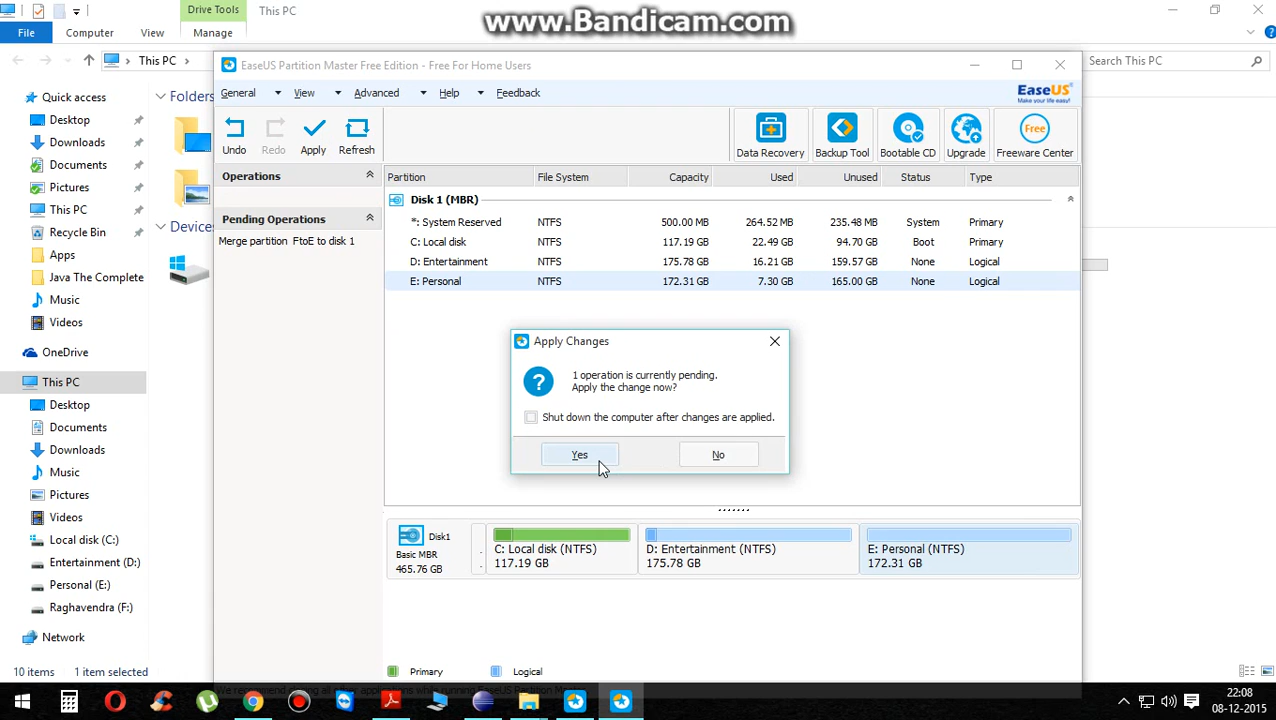 www.Bandicam.com
Drive Tools
This PC
File
Computer
View
Manage
This PC
Search This PC
Quick access
Desktop
Downloads
Documents
Pictures
This PC
Recycle Bin
Apps
Java The Complete
Music
Videos
OneDrive
This PC
Desktop
Documents
Downloads
Music
Pictures
Videos
Local disk (C:)
Entertainment (D:)
Personal (E:)
Raghavendra (F:)
Network
10 items 1 item selected
Folders
Devices
EaseUS Partition Master Free Edition - Free For Home Users
General View Advanced Help Feedback
EaseUS
Make your life easy!
Undo Redo Apply Refresh
Data Recovery Backup Tool Bootable CD Upgrade Free Freeware Center
Operations
Pending Operations
Merge partition FtoE to disk 1
Partition File System Capacity Used Unused Status Type
Disk 1 (MBR)
*: System Reserved NTFS 500.00 MB 264.52 MB 235.48 MB System Primary
C: Local disk NTFS 117.19 GB 22.49 GB 94.70 GB Boot Primary
D: Entertainment NTFS 175.78 GB 16.21 GB 159.57 GB None Logical
E: Personal NTFS 172.31 GB 7.30 GB 165.00 GB None Logical
Apply Changes
1 operation is currently pending.
Apply the change now?
Shut down the computer after changes are applied.
Yes No
Disk1
Basic MBR
465.76 GB
C: Local disk (NTFS)
117.19 GB
D: Entertainment (NTFS)
175.78 GB
E: Personal (NTFS)
172.31 GB
Primary Logical
22:08
08-12-2015